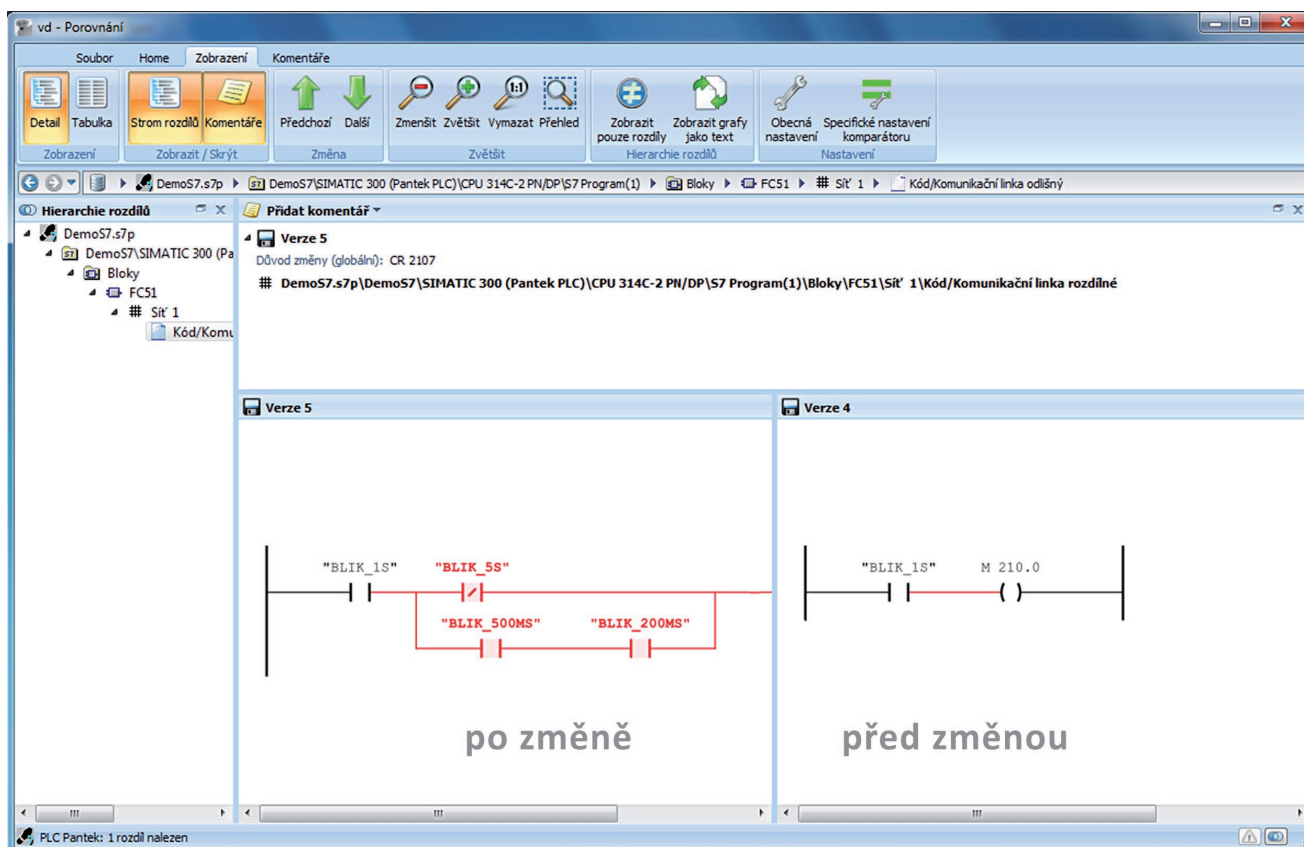 vd - Porovnání
Soubor Home Zobrazení Komentáře
Detail Tabulka Strom rozdílů Komentáře Předchozí Další Zmenšit Zvětšit Vymazat Přehled Zobrazit pouze rozdíly Zobrazit grafy jako text Obecná nastavení Specifické nastavení komparátoru
Zobrazení Zobrazit / Skrýt Změna Zvětšit Hierarchie rozdílů Nastavení
DemoS7.s7p DemoS7\SIMATIC 300 (Pantek PLC)\CPU 314C-2 PN/DP\S7 Program(1) Bloky FC51 Síť 1 Kód/Komunikační linka odlišný
Hierarchie rozdílů
DemoS7.s7p
DemoS7\SIMATIC 300 (Pa
Bloky
FC51
Síť 1
Kód/Komu
Přidat komentář
Verze 5
Důvod změny (globální): CR 2107
DemoS7.s7p\DemoS7\SIMATIC 300 (Pantek PLC)\CPU 314C-2 PN/DP\S7 Program(1)\Bloky\FC51\Síť 1\Kód/Komunikační linka rozdílné
Verze 5
"BLIK_1S" "BLIK_5S"
"BLIK_500MS" "BLIK_200MS"
po změně
Verze 4
"BLIK_1S" M 210.0
před změnou
PLC Pantek: 1 rozdíl nalezen